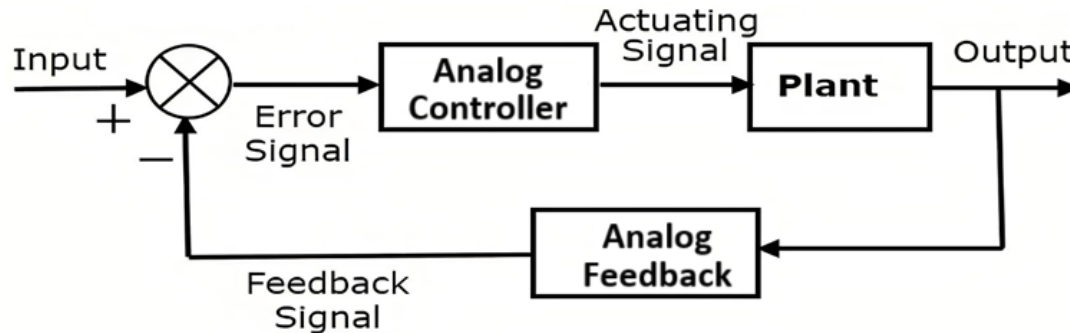 Input
+
−
Error
Signal
Analog
Controller
Actuating
Signal
Plant
Output
Analog
Feedback
Feedback
Signal